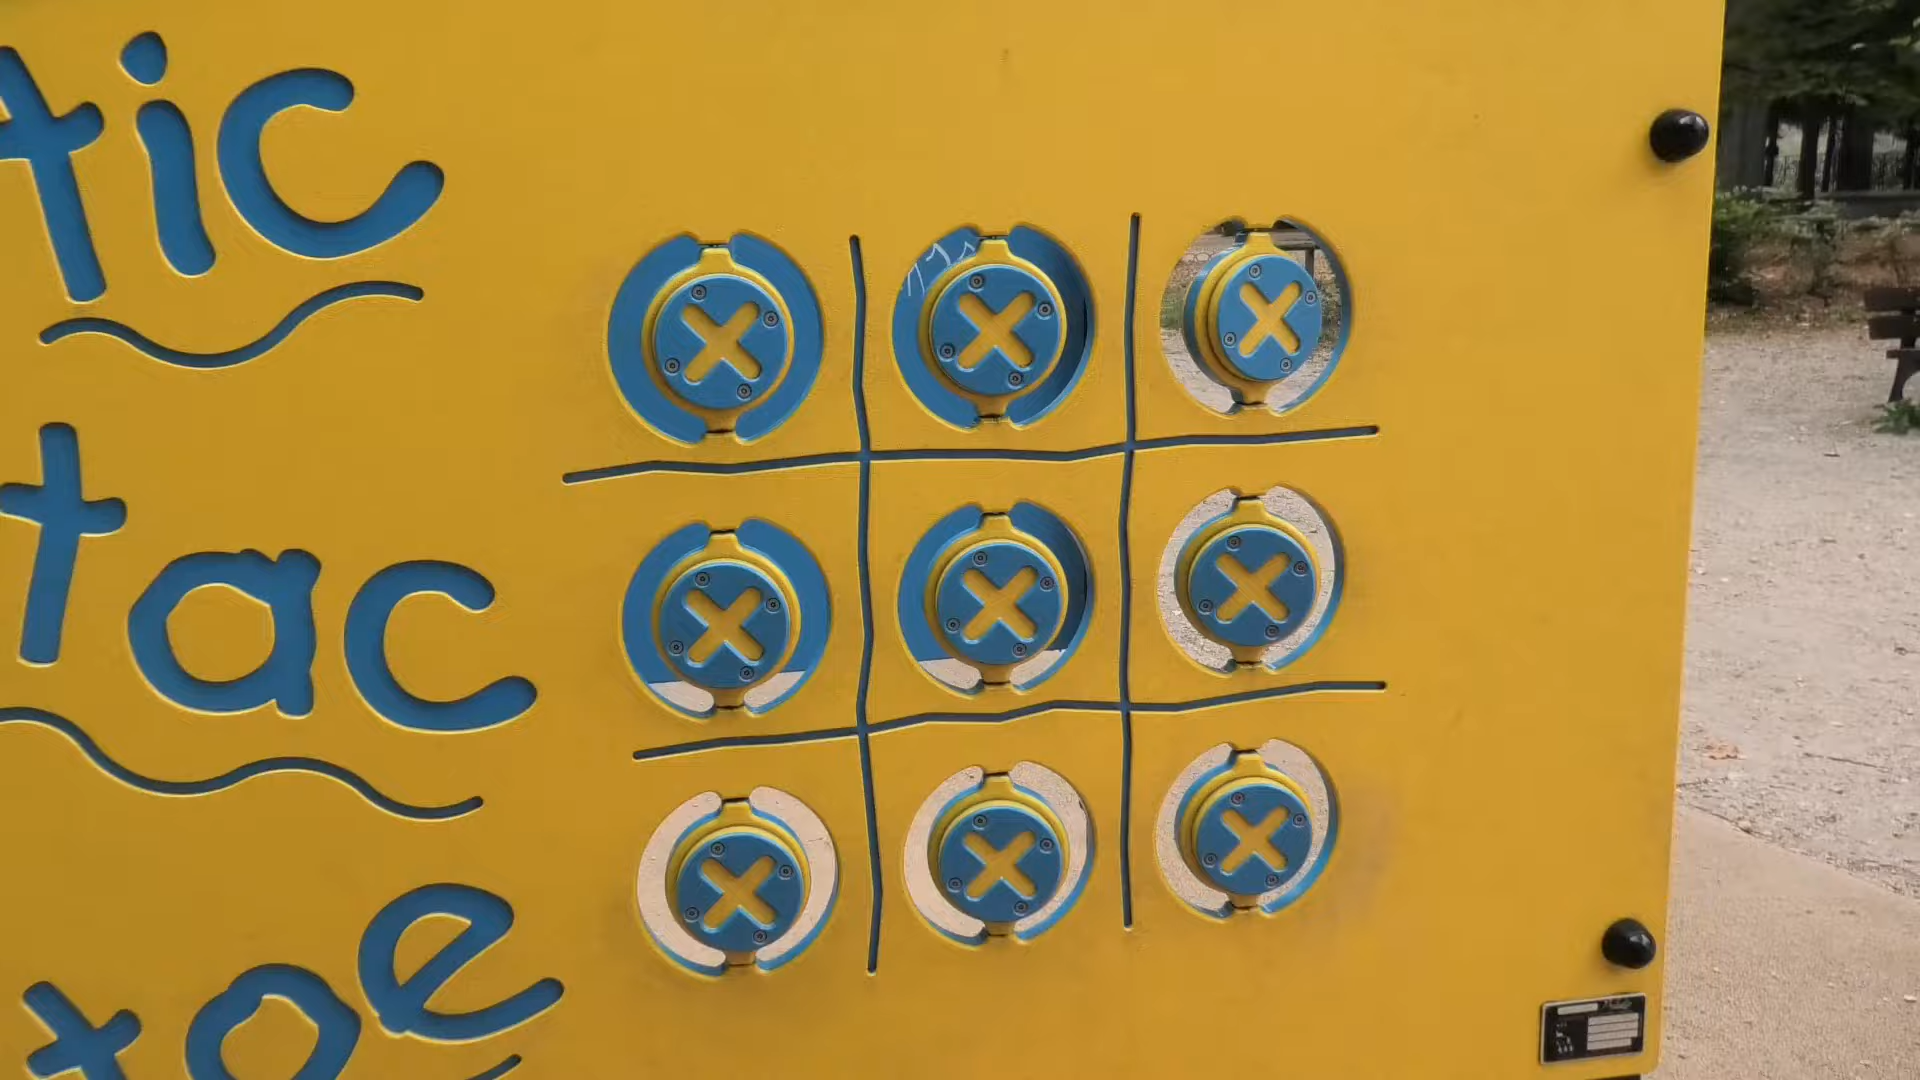 tic
tac
toe
X X X
X X X
X X X